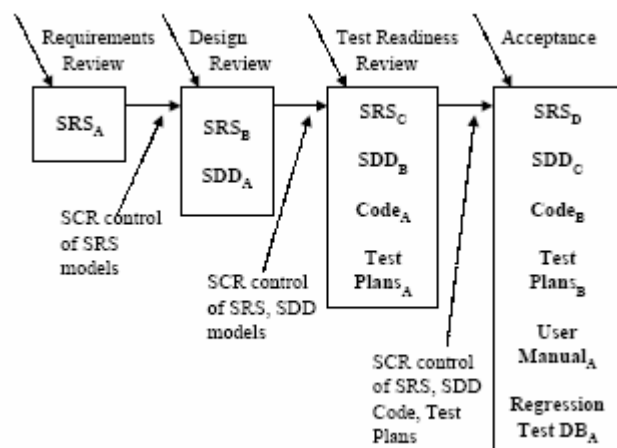 Requirements
Review
Design
Review
Test Readiness
Review
Acceptance
SRS_A
SRS_B
SDD_A
SRS_C
SDD_B
Code_A
Test
Plans_A
SRS_D
SDD_C
Code_B
Test
Plans_B
User
Manual_A
Regression
Test DB_A
SCR control
of SRS
models
SCR control
of SRS, SDD
models
SCR control
of SRS, SDD
Code, Test
Plans